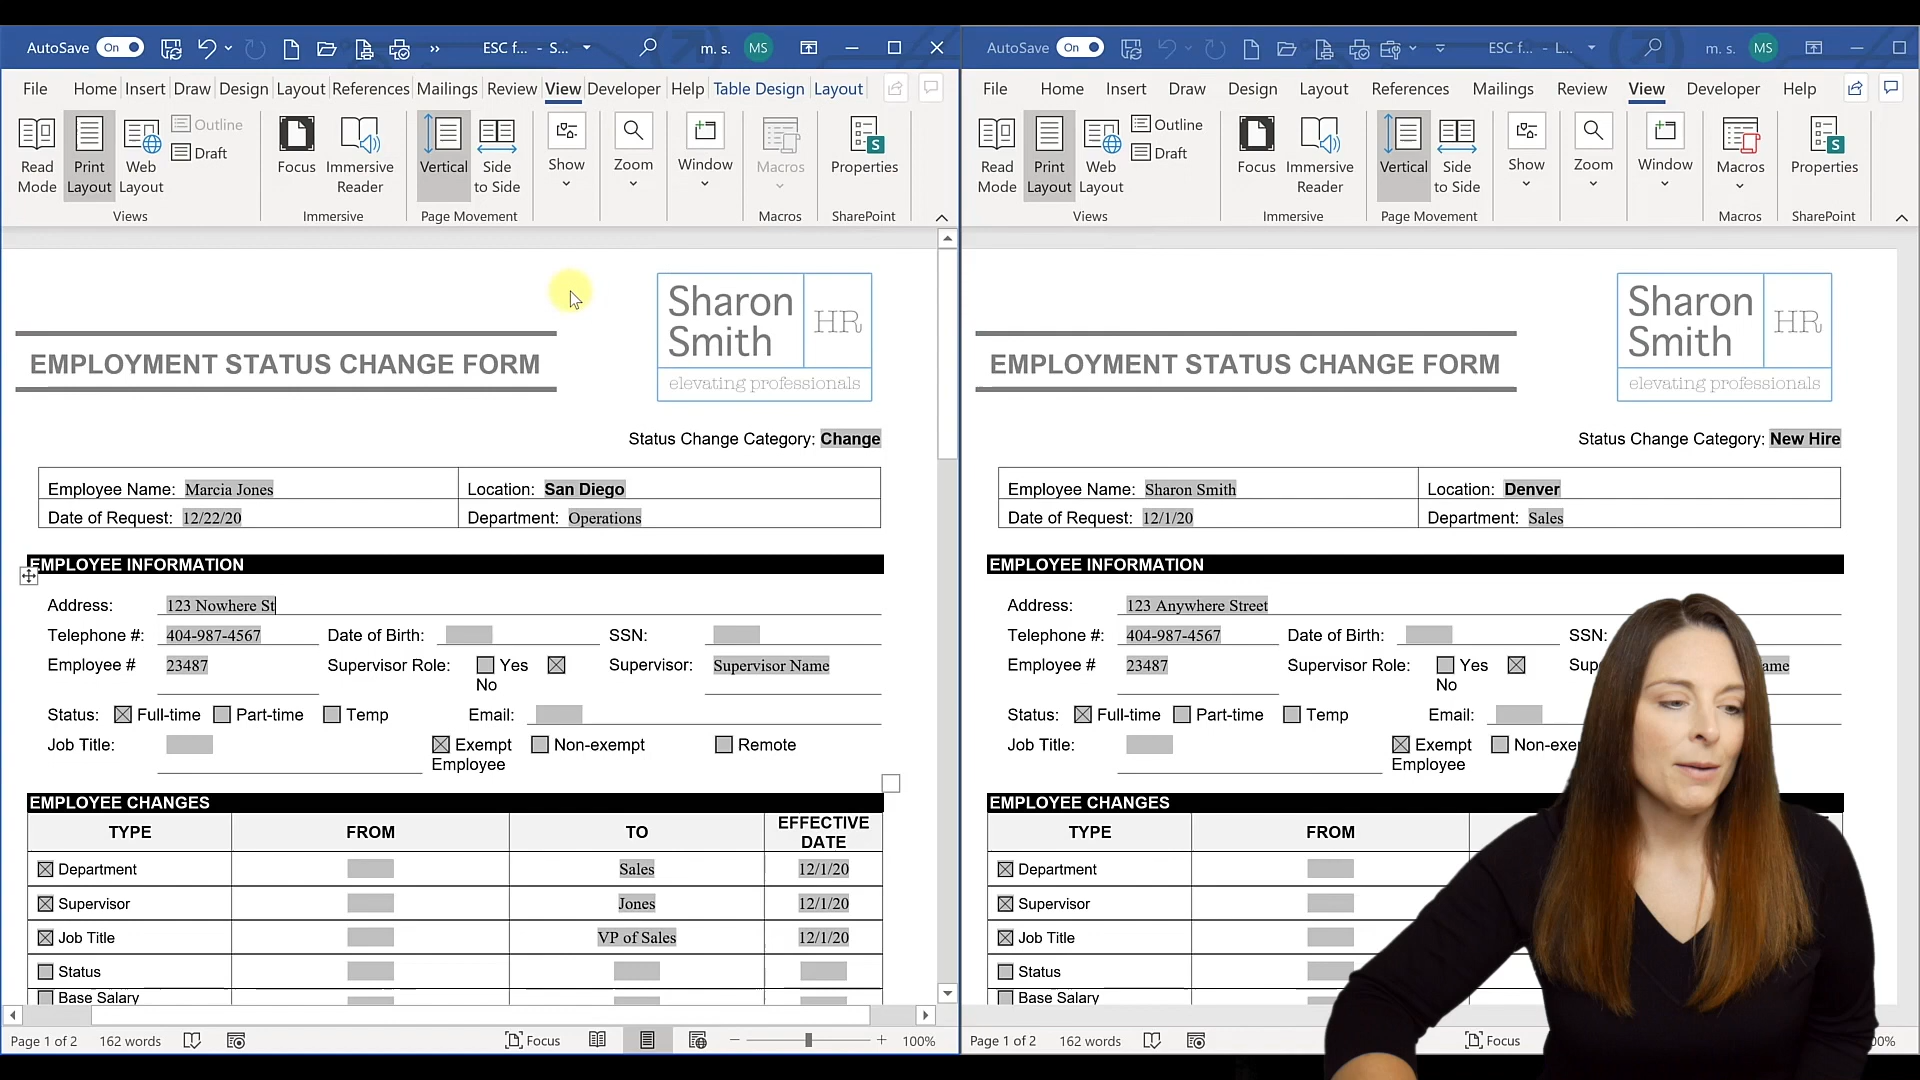 AutoSave On ESC f... - S... m. s. MS
File Home Insert Draw Design Layout References Mailings Review View Developer Help Table Design Layout
Read Mode Print Layout Web Layout Outline Draft Focus Immersive Reader Vertical Side to Side Show Zoom Window Macros Properties
Views Immersive Page Movement Macros SharePoint
Sharon Smith HR
elevating professionals
EMPLOYMENT STATUS CHANGE FORM
Status Change Category: Change
Employee Name: Marcia Jones Location: San Diego
Date of Request: 12/22/20 Department: Operations
EMPLOYEE INFORMATION
Address: 123 Nowhere St
Telephone #: 404-987-4567 Date of Birth: SSN:
Employee # 23487 Supervisor Role: Yes Supervisor: Supervisor Name
No
Status: Full-time Part-time Temp Email:
Job Title: Exempt Non-exempt Remote
Employee
EMPLOYEE CHANGES
TYPE FROM TO EFFECTIVE DATE
Department Sales 12/1/20
Supervisor Jones 12/1/20
Job Title VP of Sales 12/1/20
Status
Base Salary
Page 1 of 2 162 words Focus 100%
AutoSave On ESC f... - L... m. s. MS
File Home Insert Draw Design Layout References Mailings Review View Developer Help
Read Mode Print Layout Web Layout Outline Draft Focus Immersive Reader Vertical Side to Side Show Zoom Window Macros Properties
Views Immersive Page Movement Macros SharePoint
Sharon Smith HR
elevating professionals
EMPLOYMENT STATUS CHANGE FORM
Status Change Category: New Hire
Employee Name: Sharon Smith Location: Denver
Date of Request: 12/1/20 Department: Sales
EMPLOYEE INFORMATION
Address: 123 Anywhere Street
Telephone #: 404-987-4567 Date of Birth: SSN:
Employee # 23487 Supervisor Role: Yes
No
Status: Full-time Part-time Temp Email:
Job Title: Exempt
Employee
EMPLOYEE CHANGES
TYPE FROM
Department
Supervisor
Job Title
Status
Base Salary
Page 1 of 2 162 words Focus